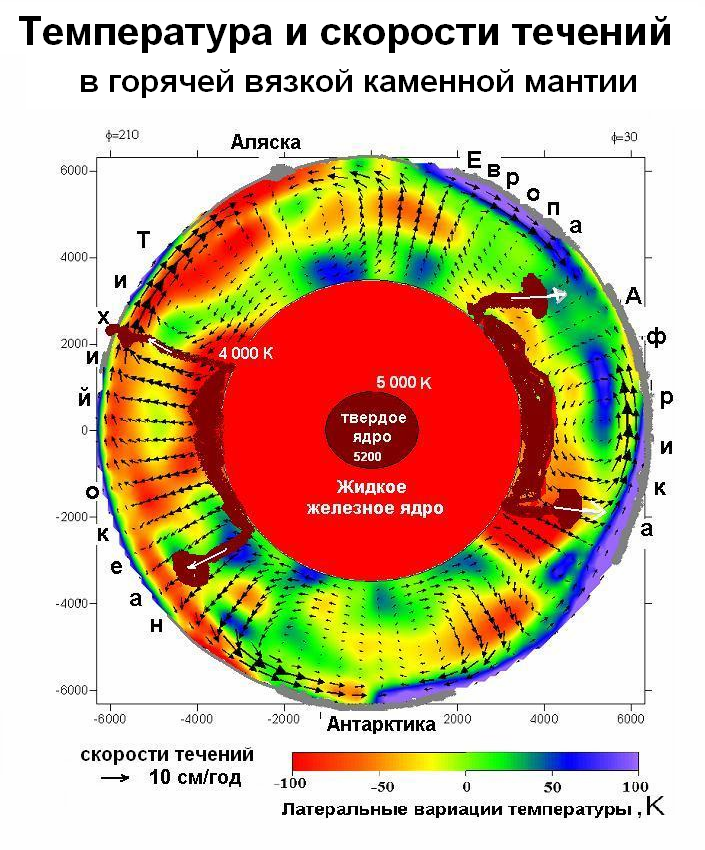 Температура и скорости течений
в горячей вязкой каменной мантии
ϕ=210
ϕ=30
Аляска
Европа
Тихий океан
Африка
6000
4000
2000
0
-2000
-4000
-6000
4 000 K
5 000 K
твердое
ядро
5200
Жидкое
железное ядро
-6000
-4000
-2000
2000
4000
6000
Антарктика
скорости течений
10 см/год
-100
-50
0
50
100
Латеральные вариации температуры , K